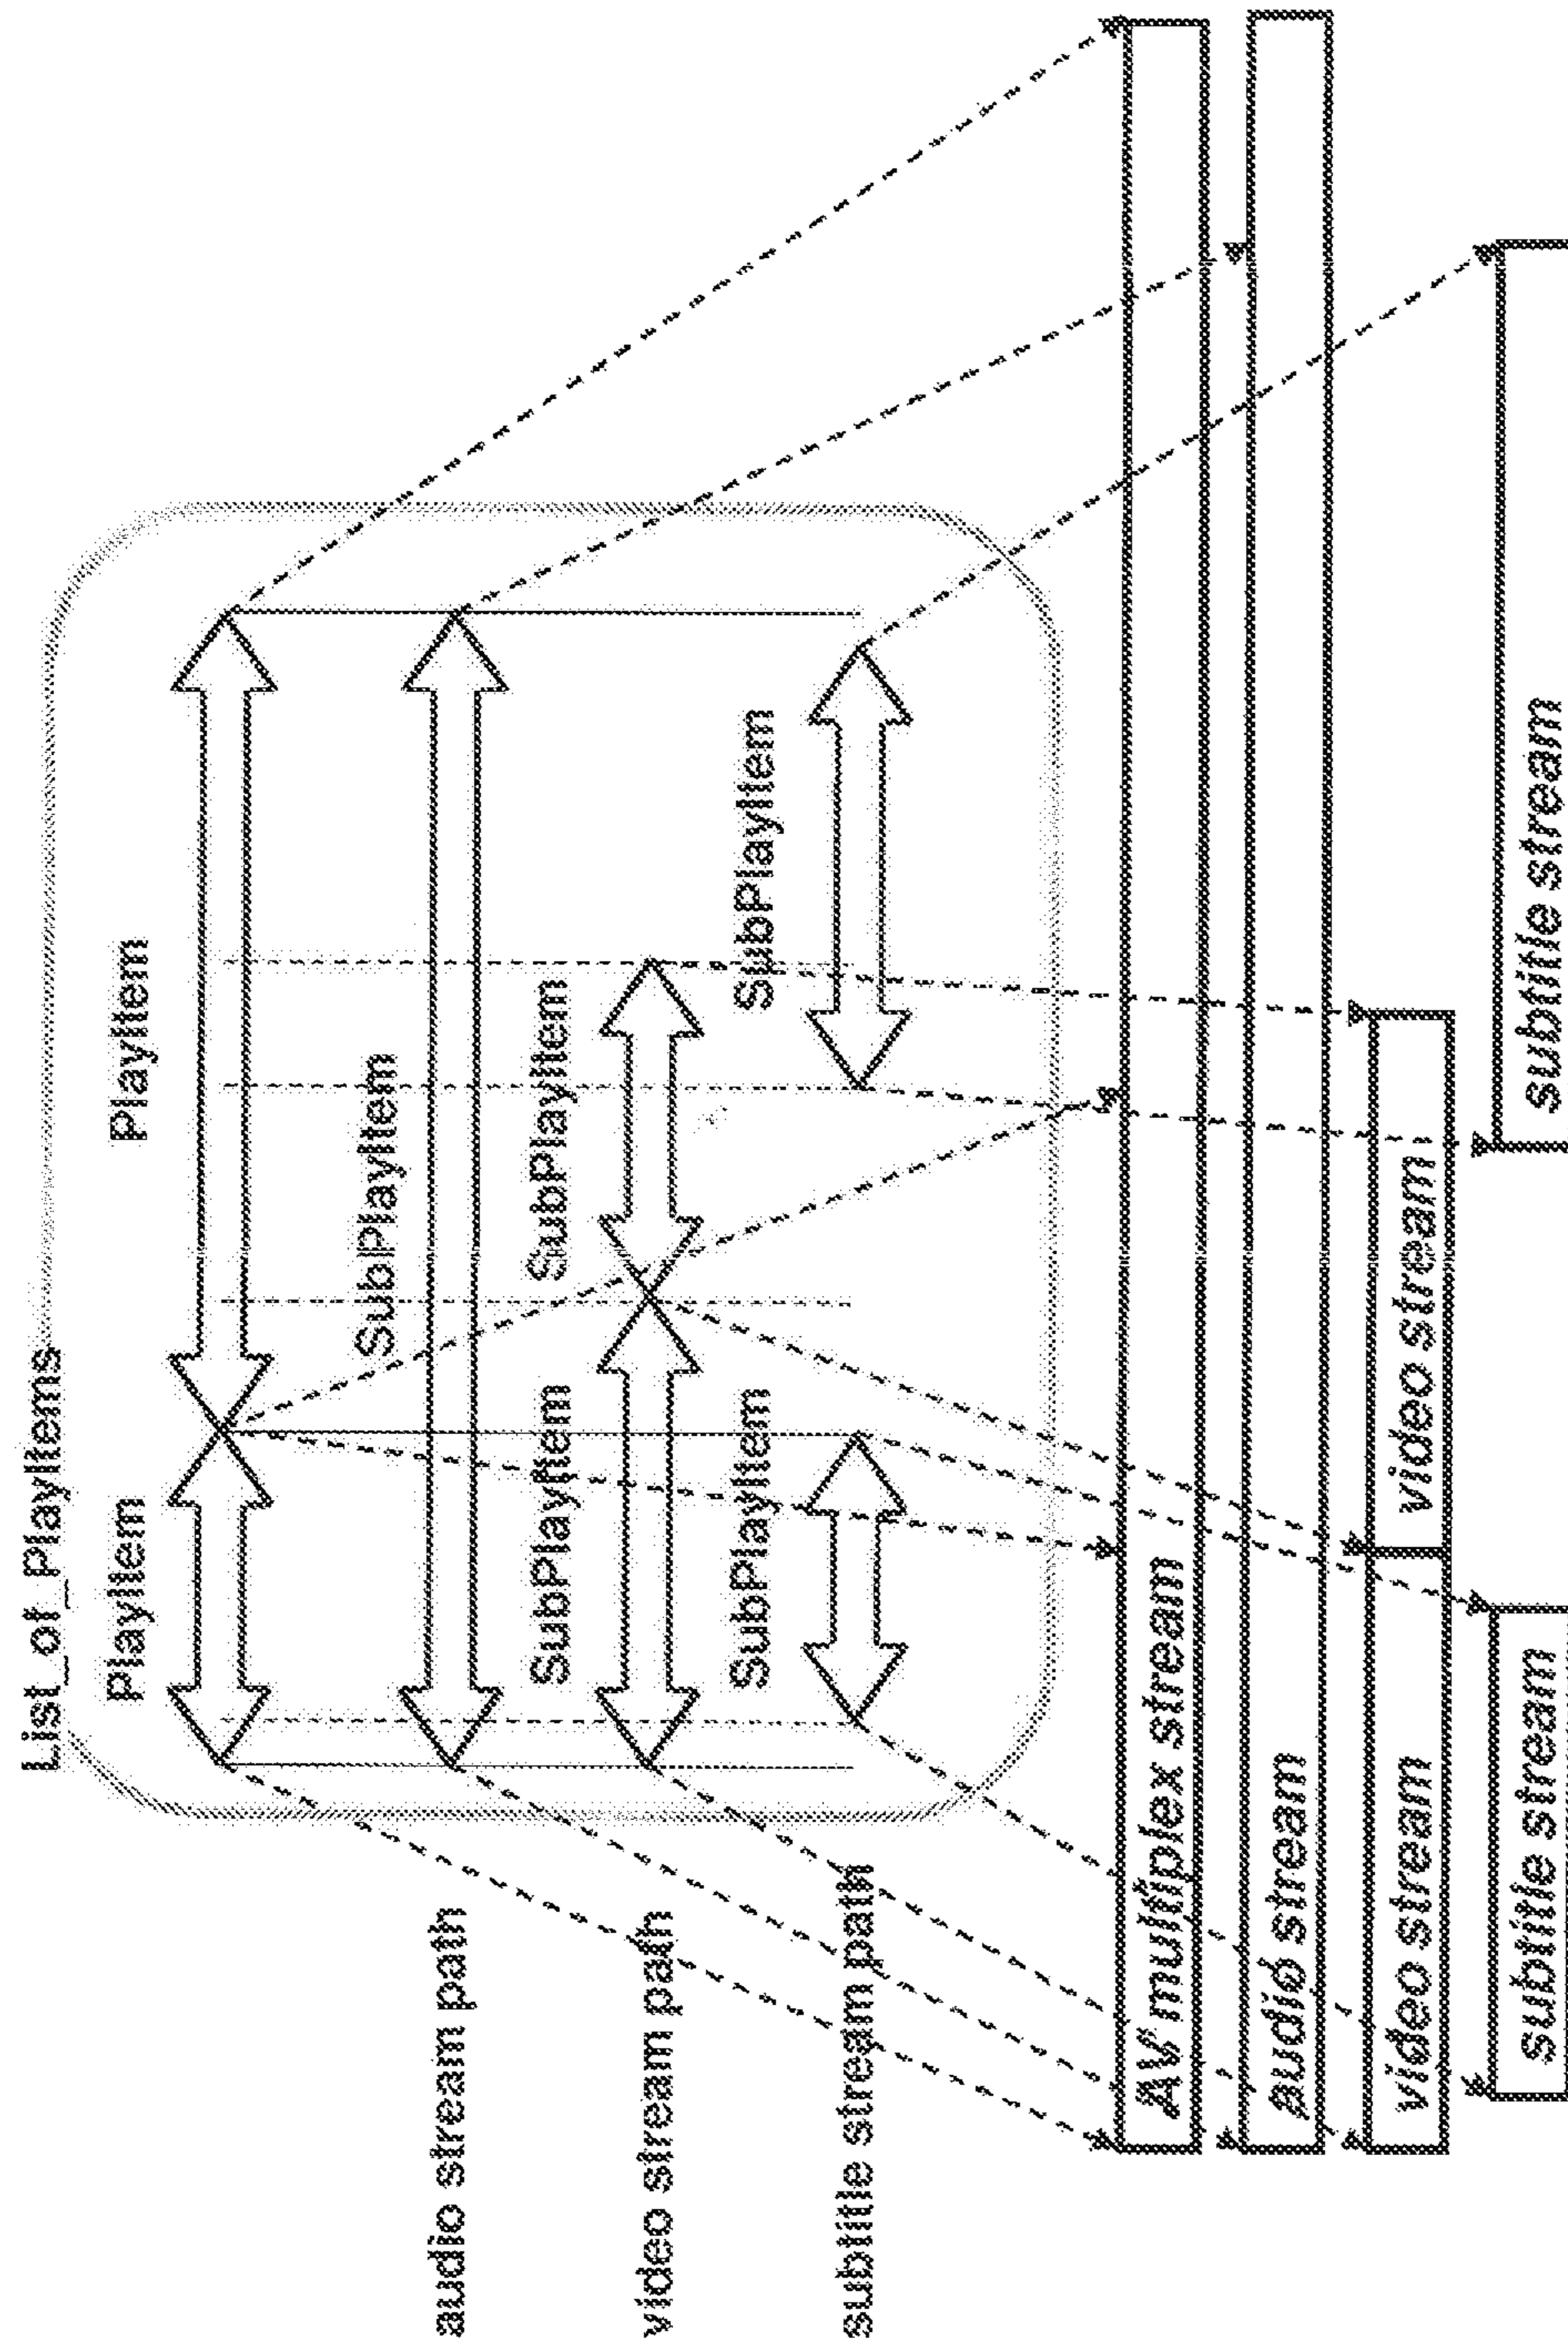 List_of_PlayItems
PlayItem
PlayItem
SubPlayItem
audio stream path
SubPlayItem
SubPlayItem
video stream path
SubPlayItem
SubPlayItem
subtitle stream path
AV multiplex stream
audio stream
video stream
video stream
subtitle stream
subtitle stream